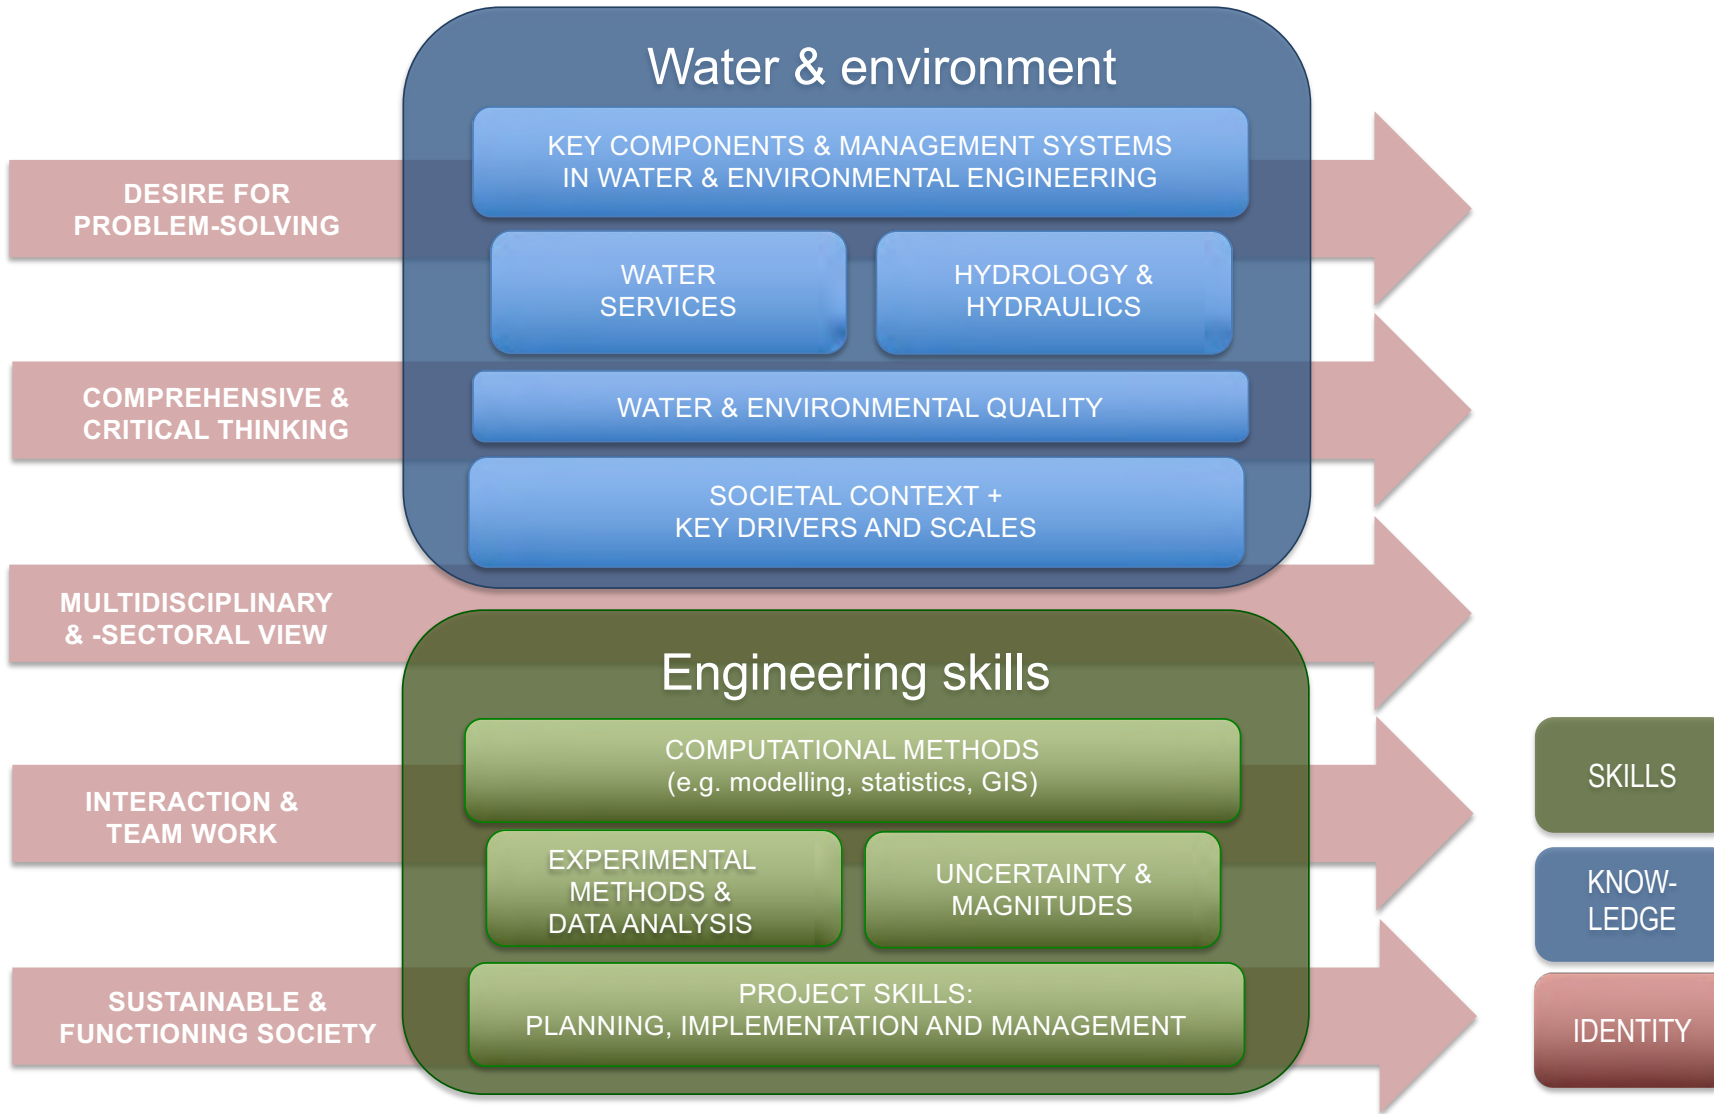 Water & environment
KEY COMPONENTS & MANAGEMENT SYSTEMS
IN WATER & ENVIRONMENTAL ENGINEERING
DESIRE FOR
PROBLEM-SOLVING
WATER
SERVICES
HYDROLOGY &
HYDRAULICS
COMPREHENSIVE &
CRITICAL THINKING
WATER & ENVIRONMENTAL QUALITY
SOCIETAL CONTEXT +
KEY DRIVERS AND SCALES
MULTIDISCIPLINARY
& -SECTORAL VIEW
Engineering skills
COMPUTATIONAL METHODS
(e.g. modelling, statistics, GIS)
INTERACTION &
TEAM WORK
EXPERIMENTAL
METHODS &
DATA ANALYSIS
UNCERTAINTY &
MAGNITUDES
SUSTAINABLE &
FUNCTIONING SOCIETY
PROJECT SKILLS:
PLANNING, IMPLEMENTATION AND MANAGEMENT
SKILLS
KNOW-
LEDGE
IDENTITY